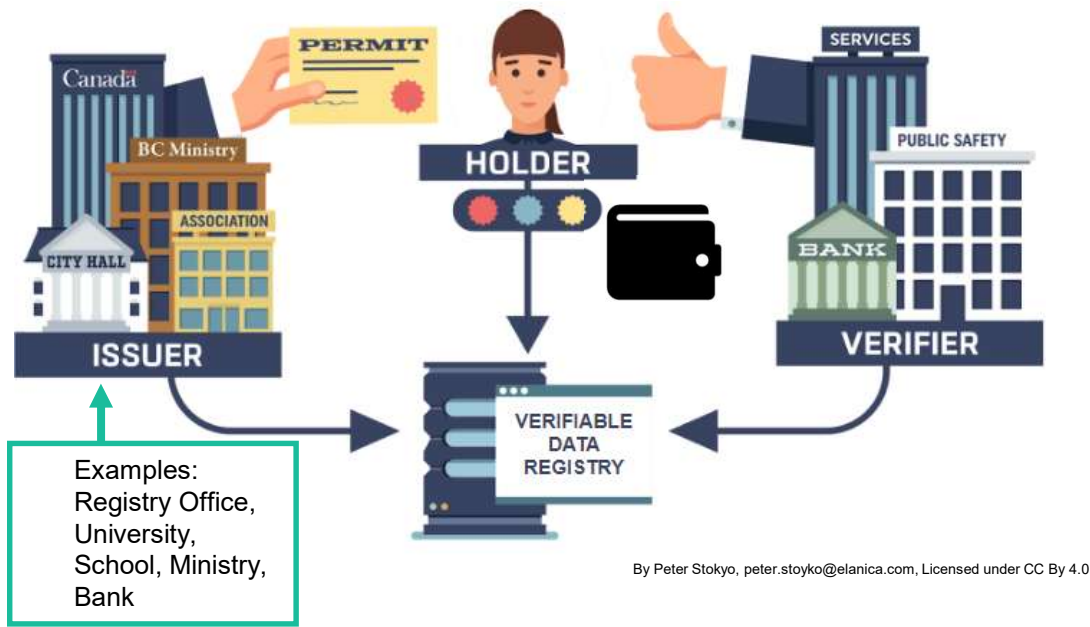 Canada
BC Ministry
ASSOCIATION
CITY HALL
ISSUER
PERMIT
HOLDER
SERVICES
PUBLIC SAFETY
BANK
VERIFIER
VERIFIABLE
DATA
REGISTRY
Examples:
Registry Office,
University,
School, Ministry,
Bank
By Peter Stokyo, peter.stoyko@elanica.com, Licensed under CC By 4.0